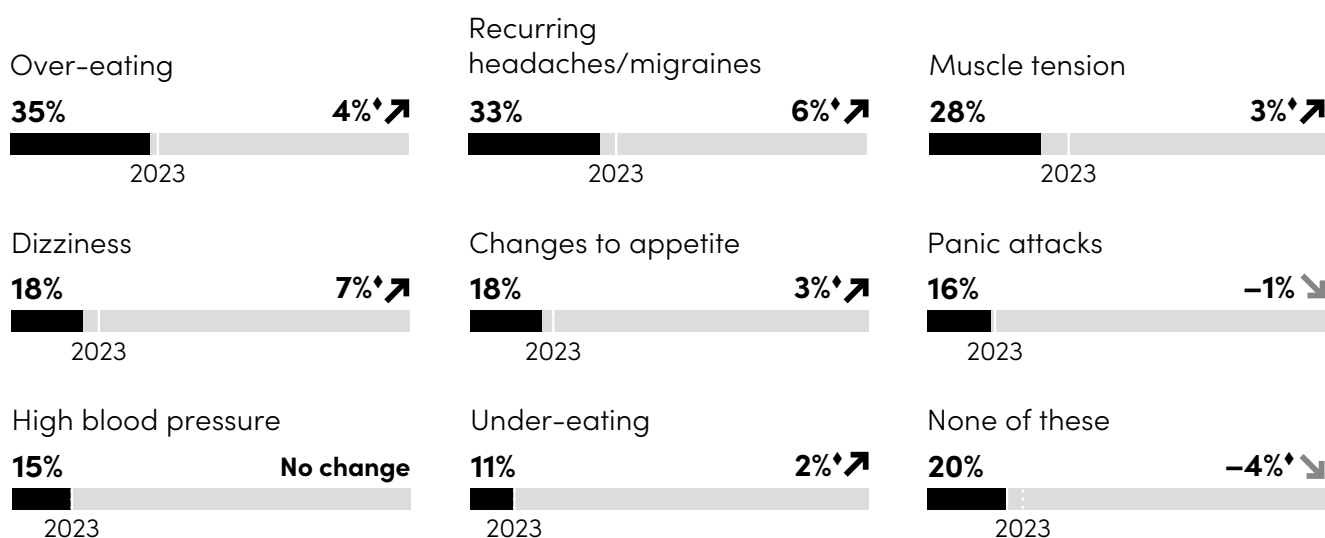 Over-eating
35% 4%♦ ↗
2023
Recurring
headaches/migraines
33% 6%♦ ↗
2023
Muscle tension
28% 3%♦ ↗
2023
Dizziness
18% 7%♦ ↗
2023
Changes to appetite
18% 3%♦ ↗
2023
Panic attacks
16% –1% ↘
2023
High blood pressure
15% No change
2023
Under-eating
11% 2%♦ ↗
2023
None of these
20% –4%♦ ↘
2023